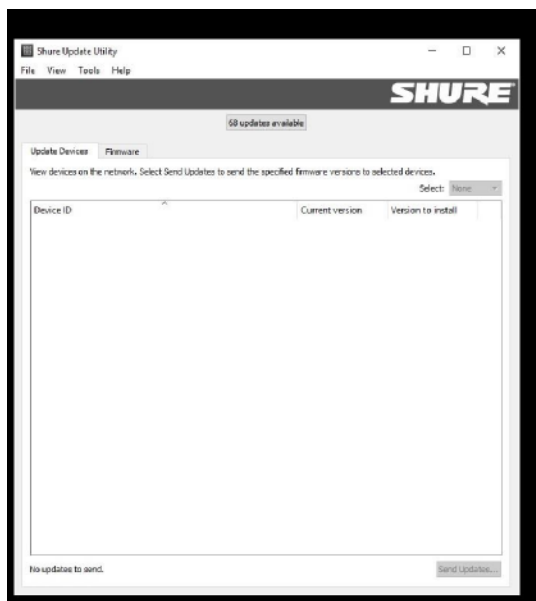 Shure Update Utility
File View Tools Help
SHURE
68 updates available
Update Devices Firmware
View devices on the network. Select Send Updates to send the specified firmware versions to selected devices.
Select: None
Device ID Current version Version to install
No updates to send. Send Updates...